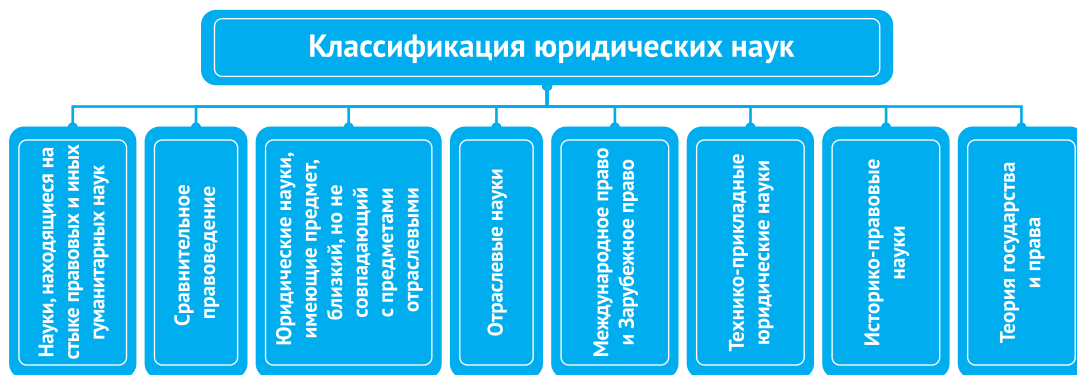 Классификация юридических наук
Науки, находящиеся на
стыке правовых и иных
гуманитарных наук
Сравнительное
правоведение
Юридические науки,
имеющие предмет,
близкий, но не
совпадающий
с предметами
отраслевыми
Отраслевые науки
Международное право
и Зарубежное право
Технико-прикладные
юридические науки
Историко-правовые
науки
Теория государства
и права